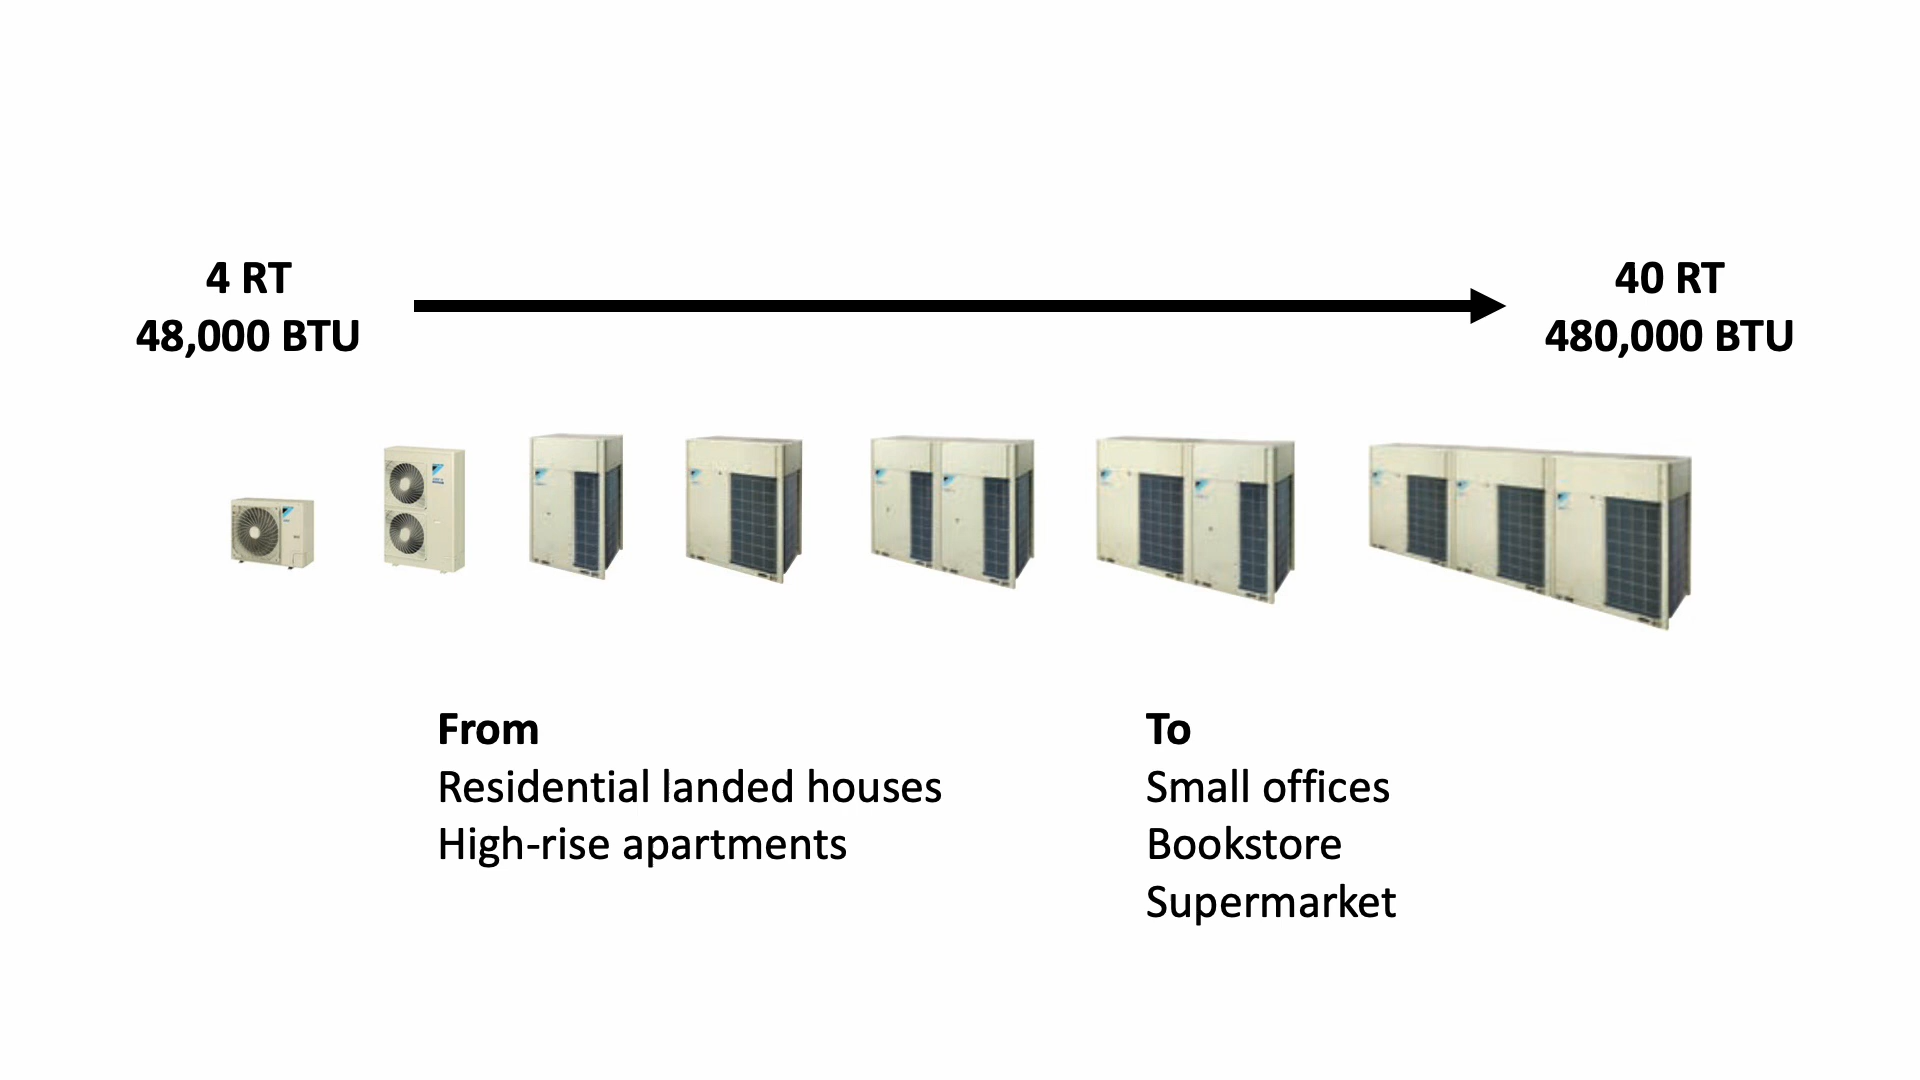 4 RT
48,000 BTU
40 RT
480,000 BTU
From
Residential landed houses
High-rise apartments
To
Small offices
Bookstore
Supermarket